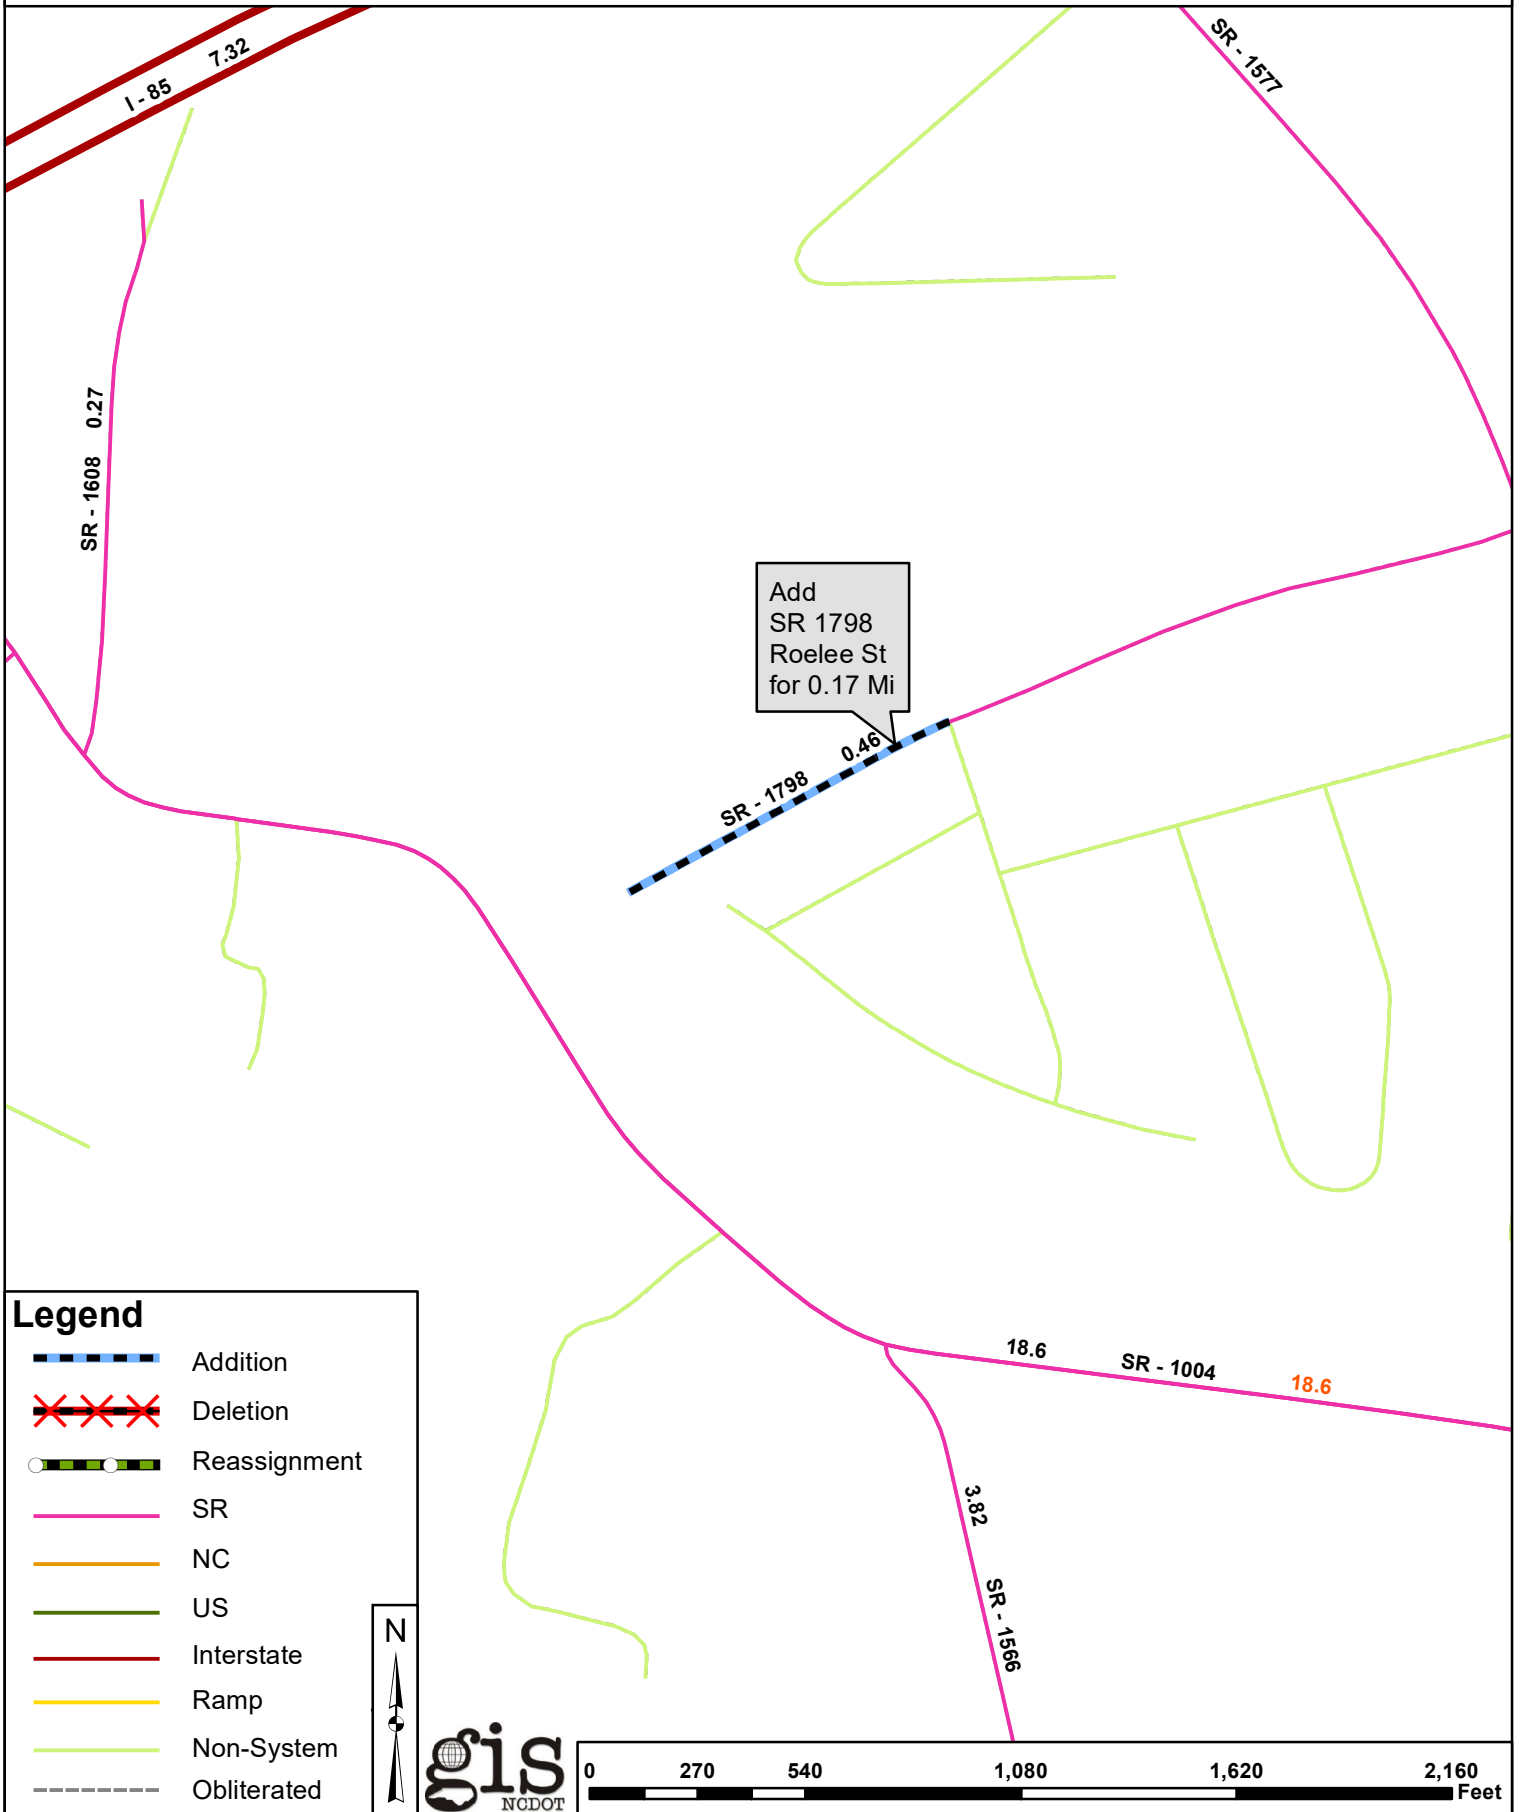 I - 85 7.32
SR - 1577
SR - 1608 0.27
Add
SR 1798
Roelee St
for 0.17 Mi
SR - 1798 0.46
18.6 SR - 1004 18.6
3.82 SR - 1566
Legend
Addition
Deletion
Reassignment
SR
NC
US
Interstate
Ramp
Non-System
Obliterated
N
gis
NCDOT
0 270 540 1,080 1,620 2,160
Feet